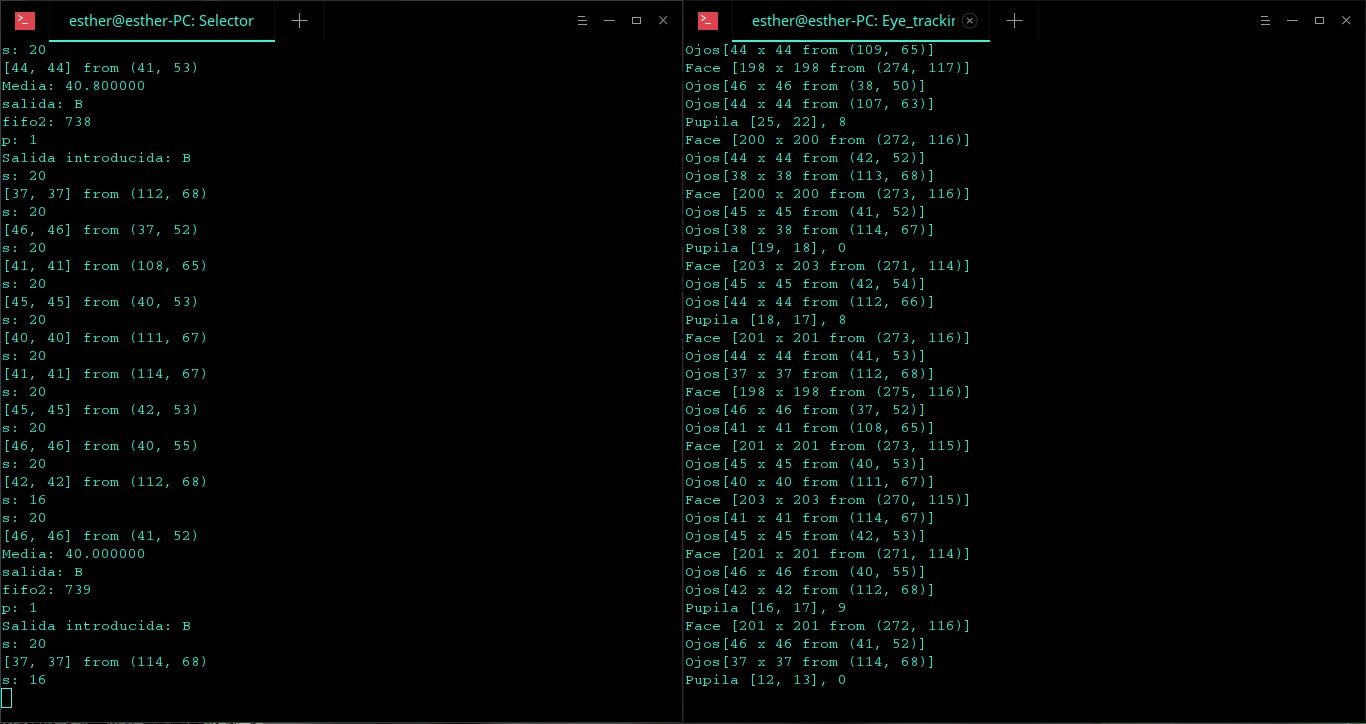 esther@esther-PC: Selector
s: 20
[44, 44] from (41, 53)
Media: 40.800000
salida: B
fifo2: 738
p: 1
Salida introducida: B
s: 20
[37, 37] from (112, 68)
s: 20
[46, 46] from (37, 52)
s: 20
[41, 41] from (108, 65)
s: 20
[45, 45] from (40, 53)
s: 20
[40, 40] from (111, 67)
s: 20
[41, 41] from (114, 67)
s: 20
[45, 45] from (42, 53)
s: 20
[46, 46] from (40, 55)
s: 20
[42, 42] from (112, 68)
s: 16
s: 20
[46, 46] from (41, 52)
Media: 40.000000
salida: B
fifo2: 739
p: 1
Salida introducida: B
s: 20
[37, 37] from (114, 68)
s: 16
esther@esther-PC: Eye_trackin
Ojos[44 x 44 from (109, 65)]
Face [198 x 198 from (274, 117)]
Ojos[46 x 46 from (38, 50)]
Ojos[44 x 44 from (107, 63)]
Pupila [25, 22], 8
Face [200 x 200 from (272, 116)]
Ojos[44 x 44 from (42, 52)]
Ojos[38 x 38 from (113, 68)]
Face [200 x 200 from (273, 116)]
Ojos[45 x 45 from (41, 52)]
Ojos[38 x 38 from (114, 67)]
Pupila [19, 18], 0
Face [203 x 203 from (271, 114)]
Ojos[45 x 45 from (42, 54)]
Ojos[44 x 44 from (112, 66)]
Pupila [18, 17], 8
Face [201 x 201 from (273, 116)]
Ojos[44 x 44 from (41, 53)]
Ojos[37 x 37 from (112, 68)]
Face [198 x 198 from (275, 116)]
Ojos[46 x 46 from (37, 52)]
Ojos[41 x 41 from (108, 65)]
Face [201 x 201 from (273, 115)]
Ojos[45 x 45 from (40, 53)]
Ojos[40 x 40 from (111, 67)]
Face [203 x 203 from (270, 115)]
Ojos[41 x 41 from (114, 67)]
Ojos[45 x 45 from (42, 53)]
Face [201 x 201 from (271, 114)]
Ojos[46 x 46 from (40, 55)]
Ojos[42 x 42 from (112, 68)]
Pupila [16, 17], 9
Face [201 x 201 from (272, 116)]
Ojos[46 x 46 from (41, 52)]
Ojos[37 x 37 from (114, 68)]
Pupila [12, 13], 0